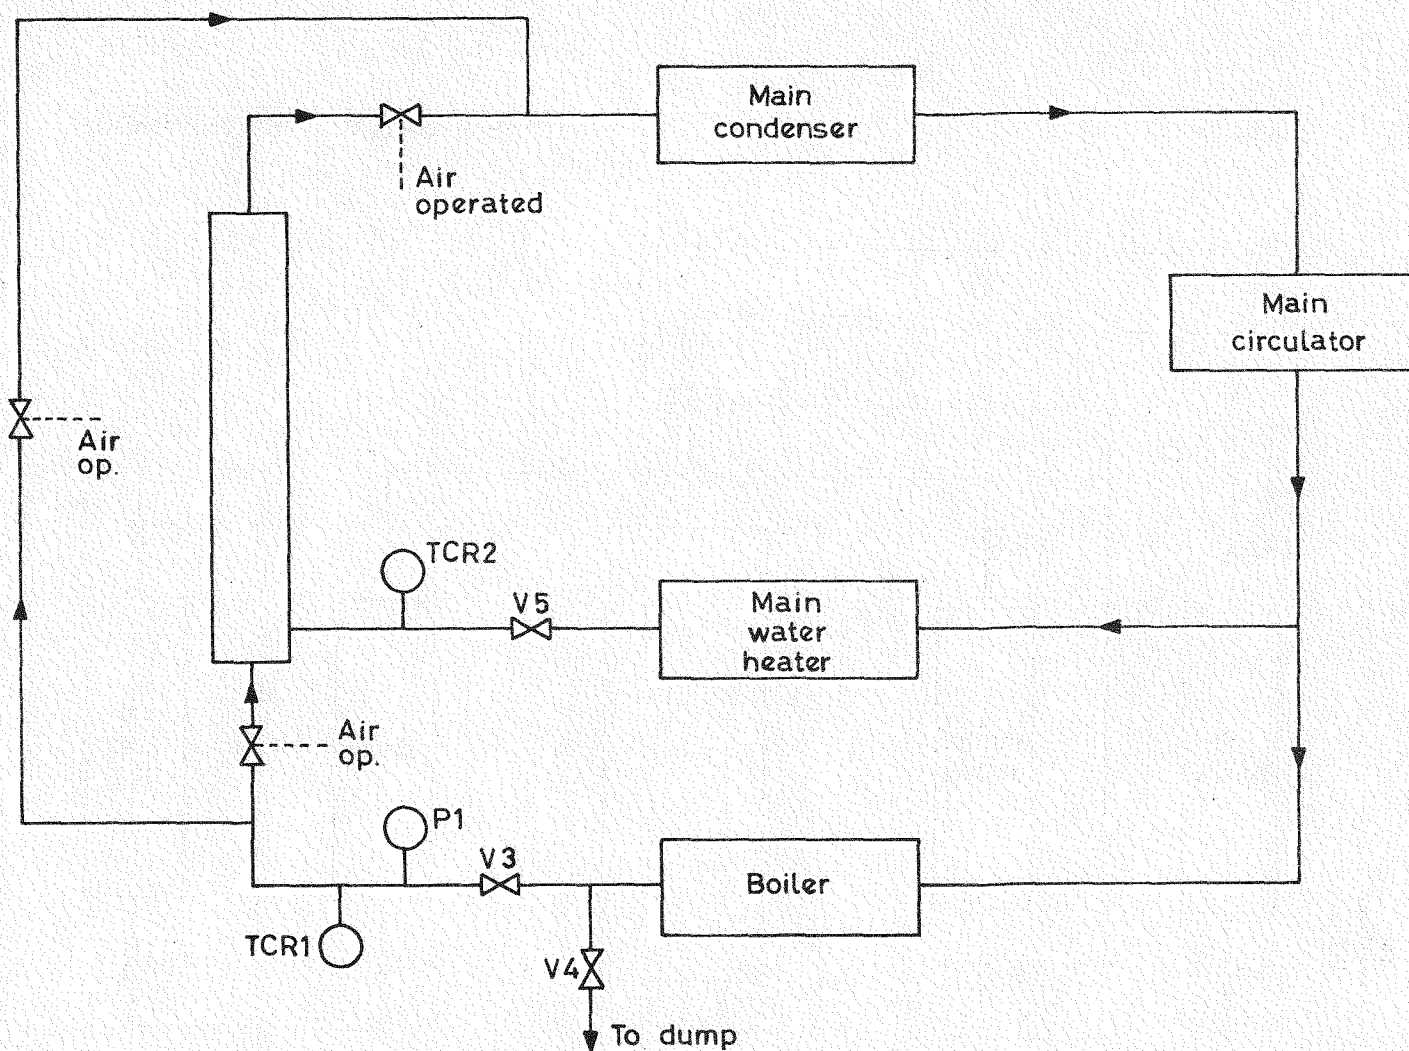 Main
condenser
Air
operated
Main
circulator
Air
op.
TCR2
V5
Main
water
heater
Air
op.
P1
V3
Boiler
TCR1
V4
To dump